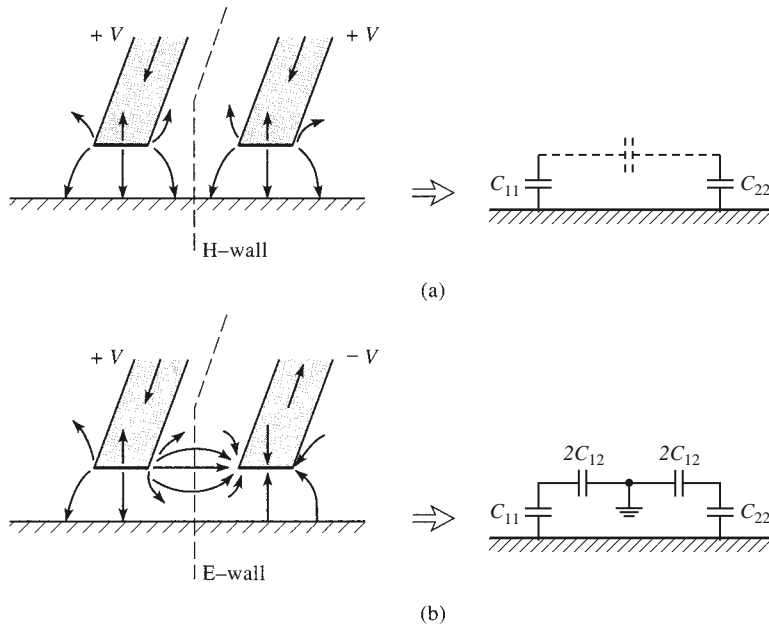 + V
+ V
C11
C22
H–wall
(a)
+ V
– V
2C12
2C12
C11
C22
E–wall
(b)